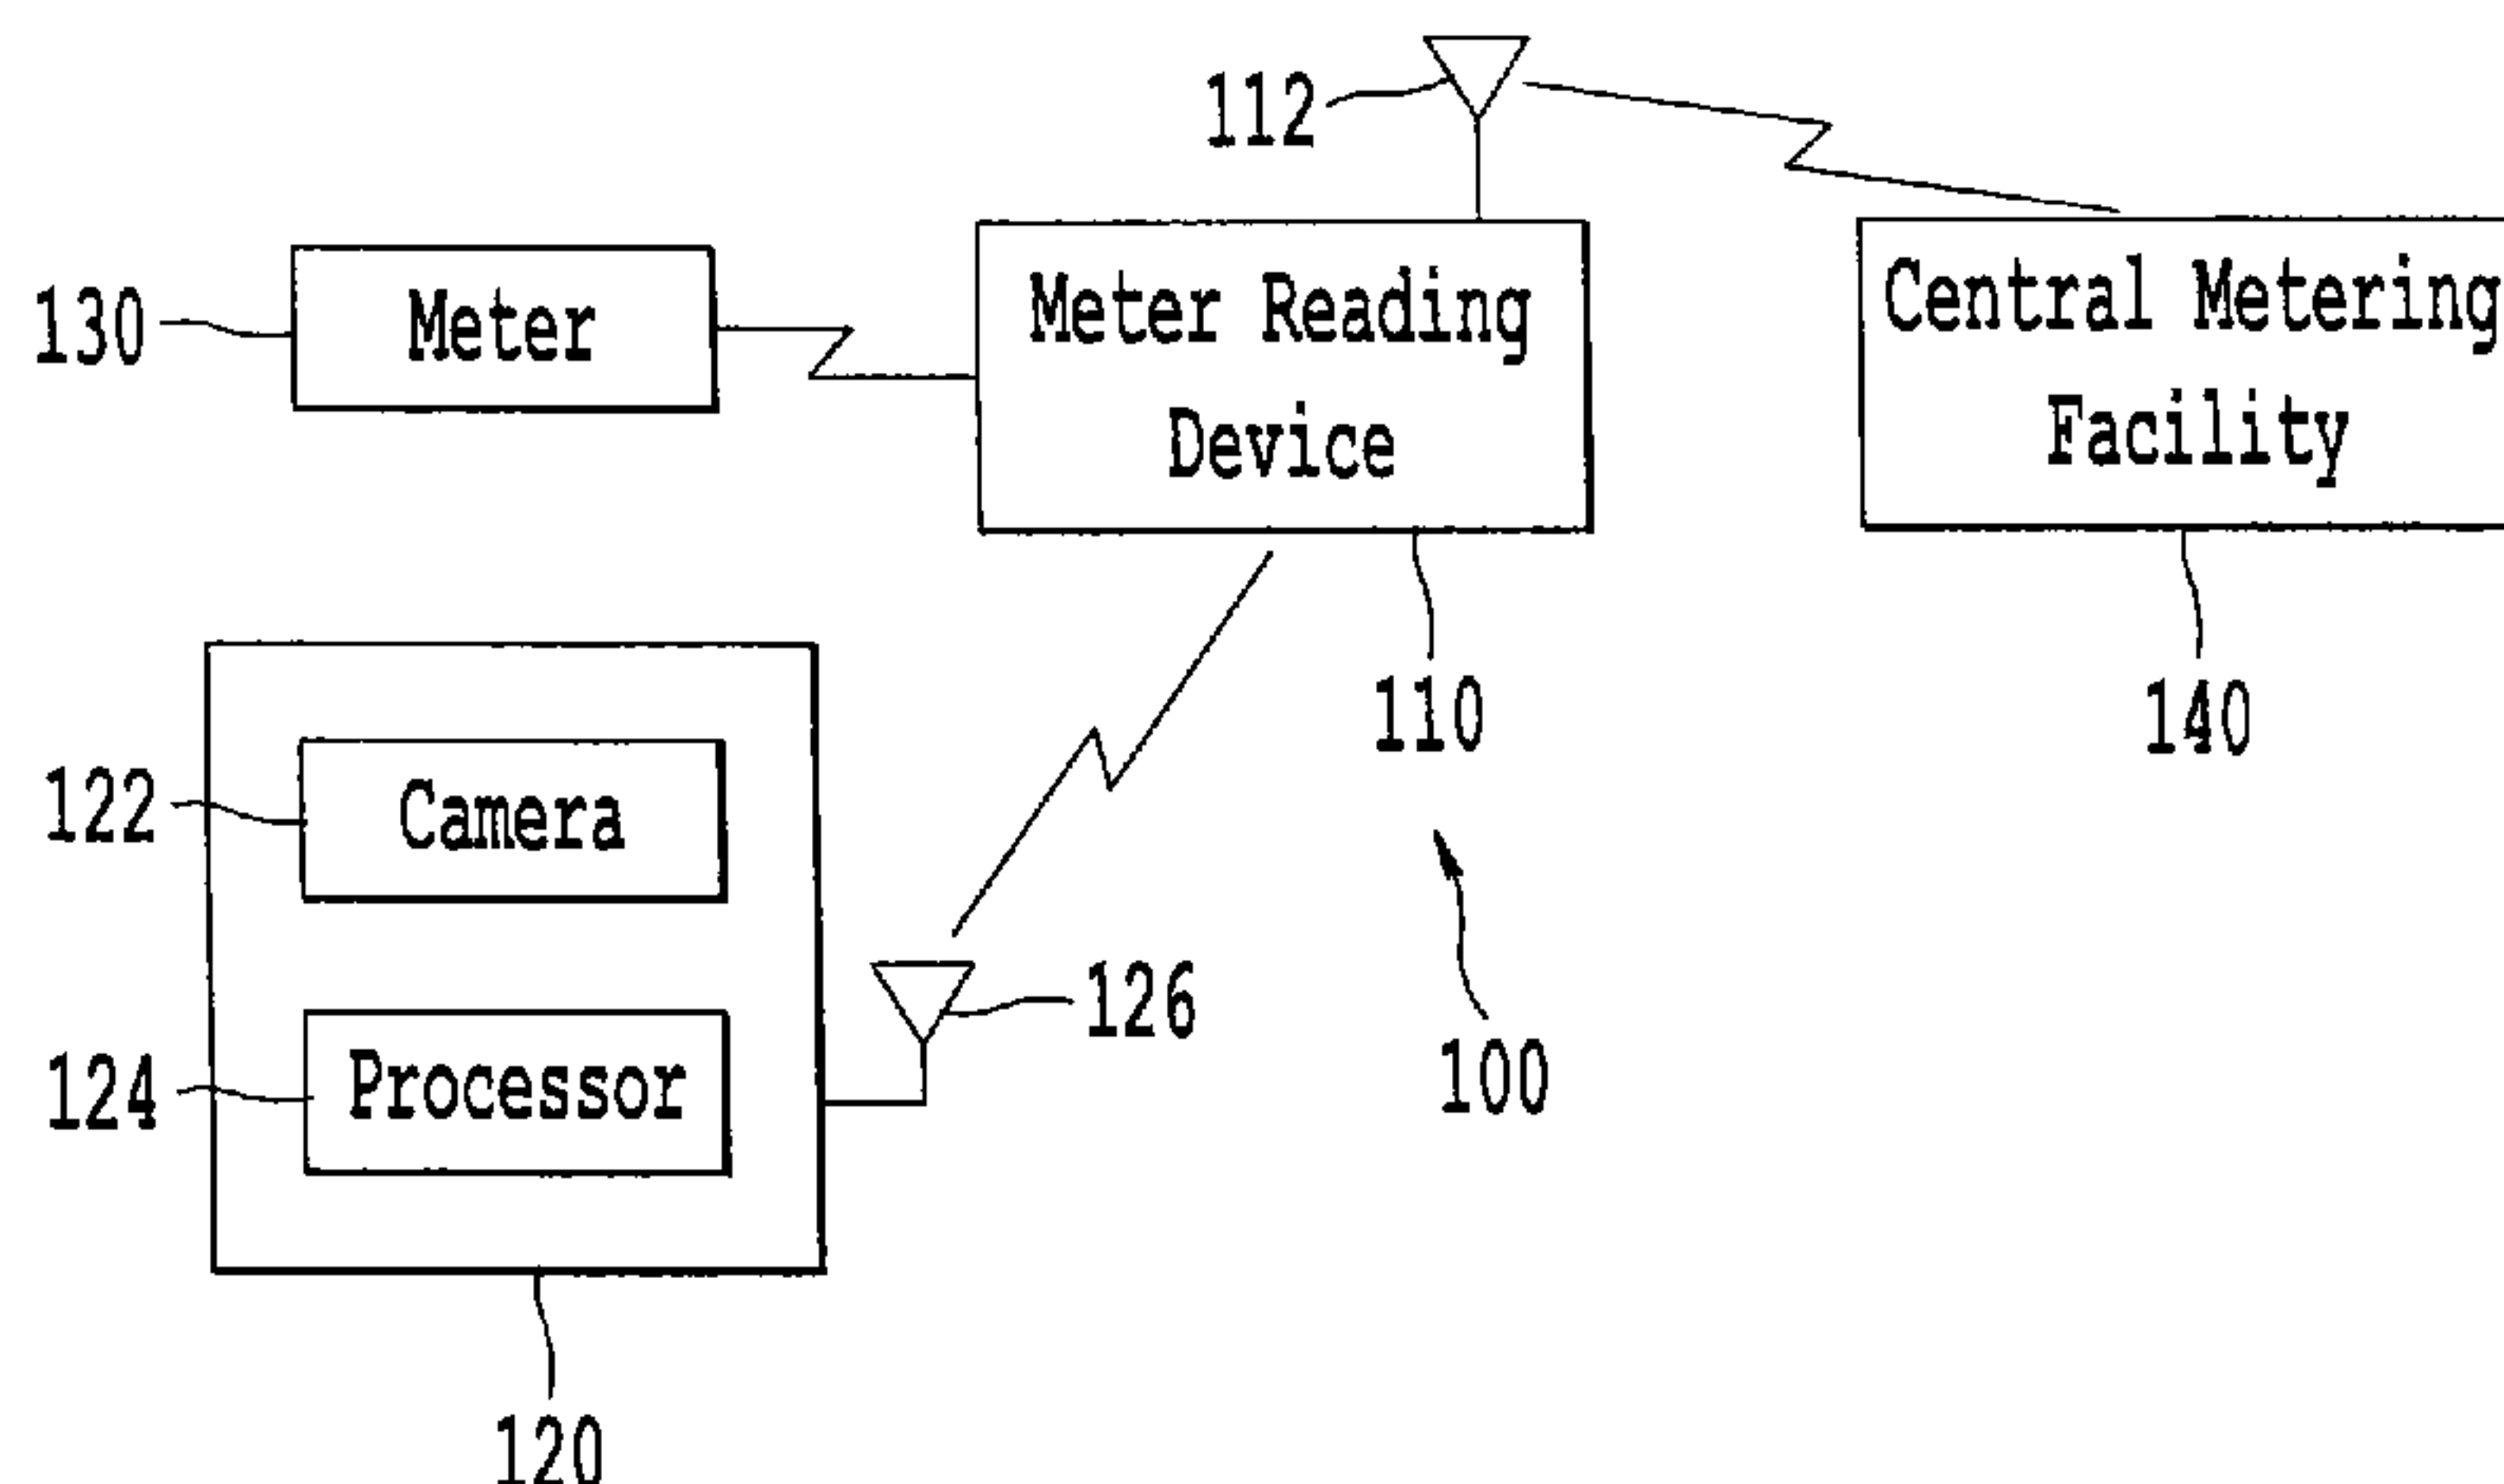 112
130
Meter
Meter Reading
Device
Central Metering
Facility
110
140
122
Camera
126
100
124
Processor
120